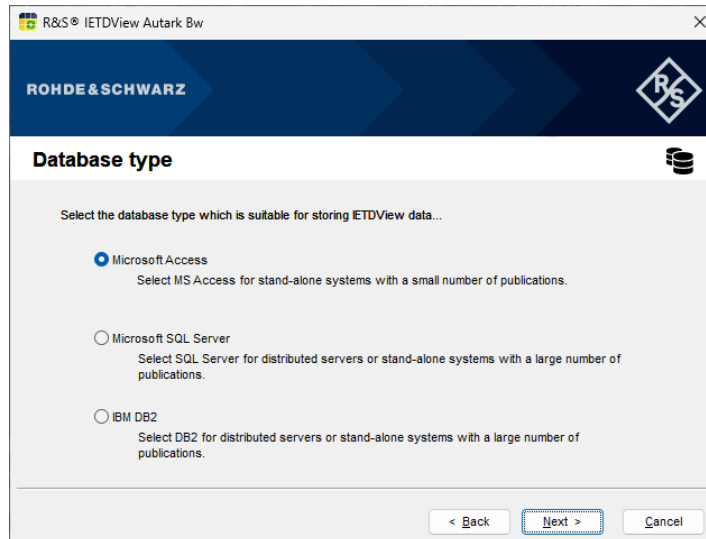 R&S® IETDView Autark Bw
ROHDE&SCHWARZ
R&S
Database type
Select the database type which is suitable for storing IETDView data...
Microsoft Access
Select MS Access for stand-alone systems with a small number of publications.
Microsoft SQL Server
Select SQL Server for distributed servers or stand-alone systems with a large number of
publications.
IBM DB2
Select DB2 for distributed servers or stand-alone systems with a large number of
publications.
< Back
Next >
Cancel